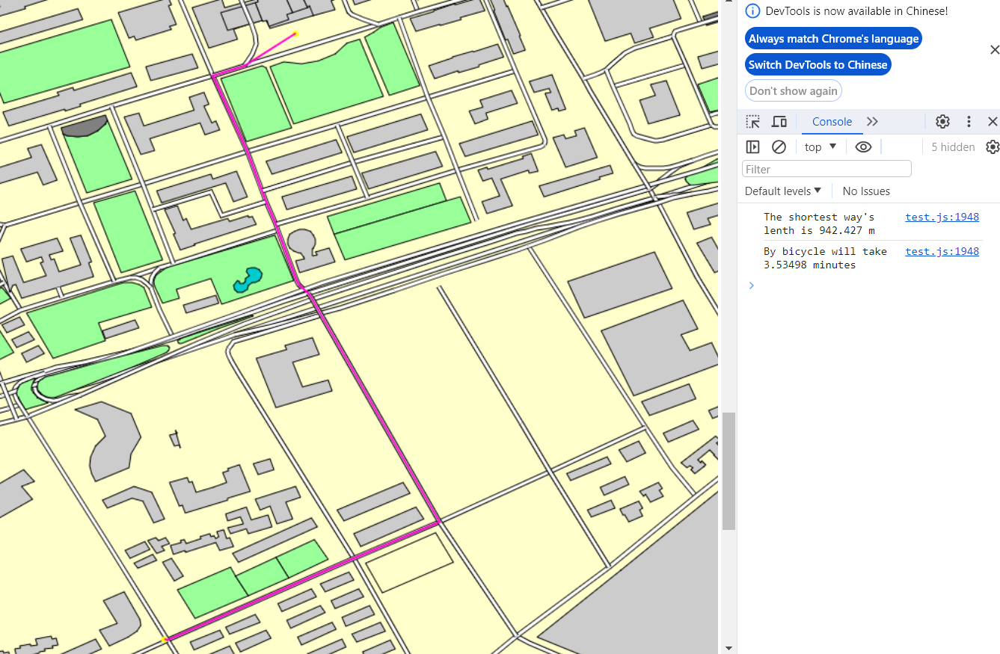 DevTools is now available in Chinese!
Always match Chrome's language
Switch DevTools to Chinese
Don't show again
Console
top
5 hidden
Filter
Default levels
No Issues
The shortest way's test.js:1948
lenth is 942.427 m
By bicycle will take test.js:1948
3.53498 minutes